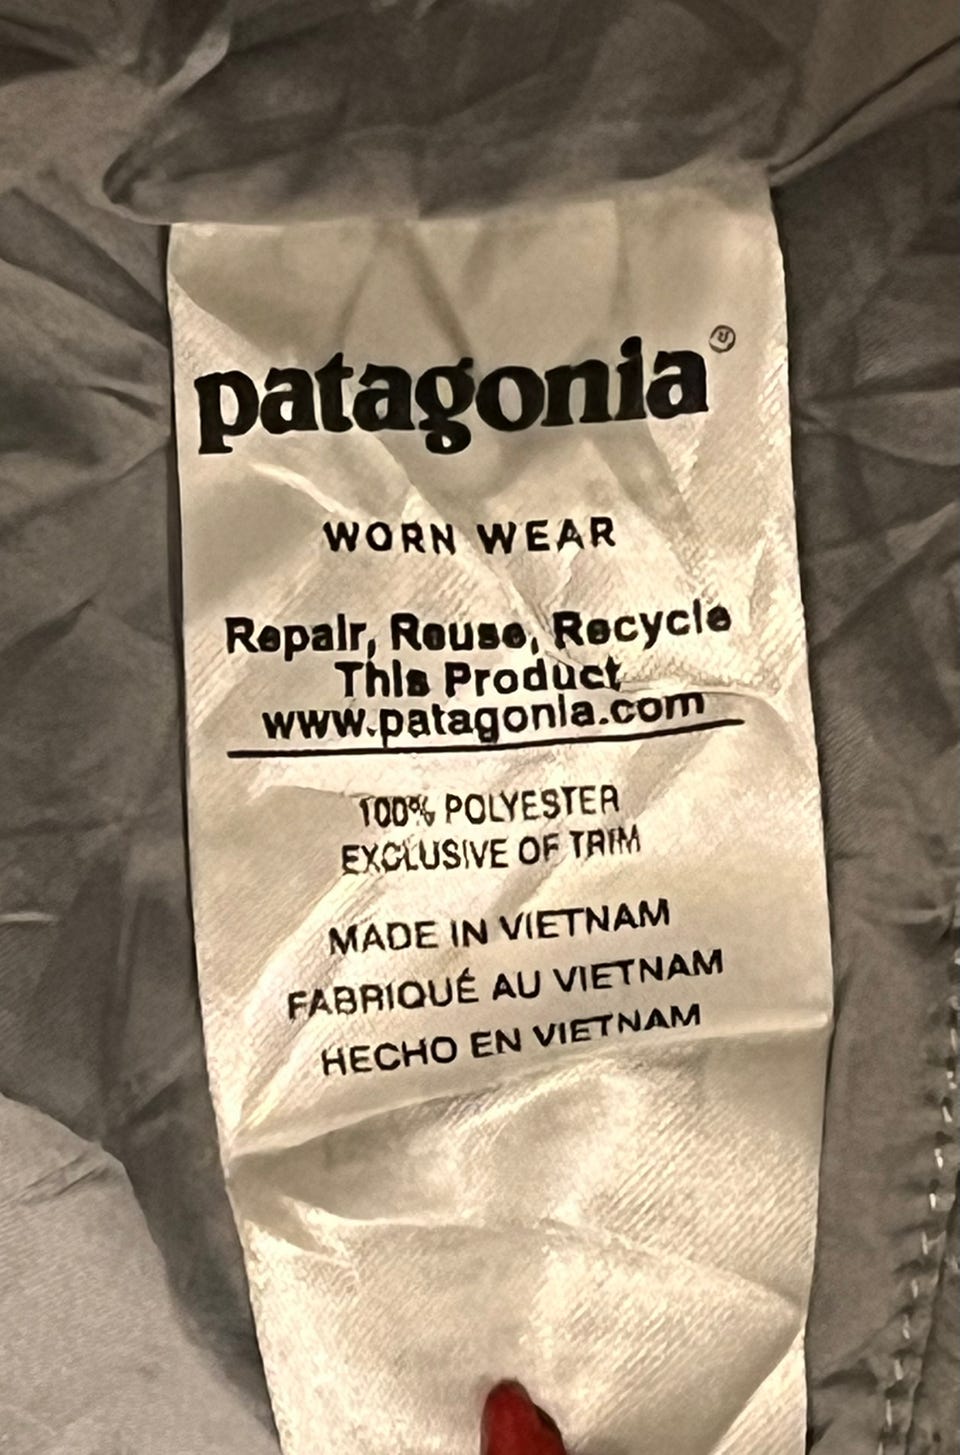 patagonia®
WORN WEAR
Repair, Reuse, Recycle
This Product
www.patagonia.com
100% POLYESTER
EXCLUSIVE OF TRIM
MADE IN VIETNAM
FABRIQUÉ AU VIETNAM
HECHO EN VIETNAM